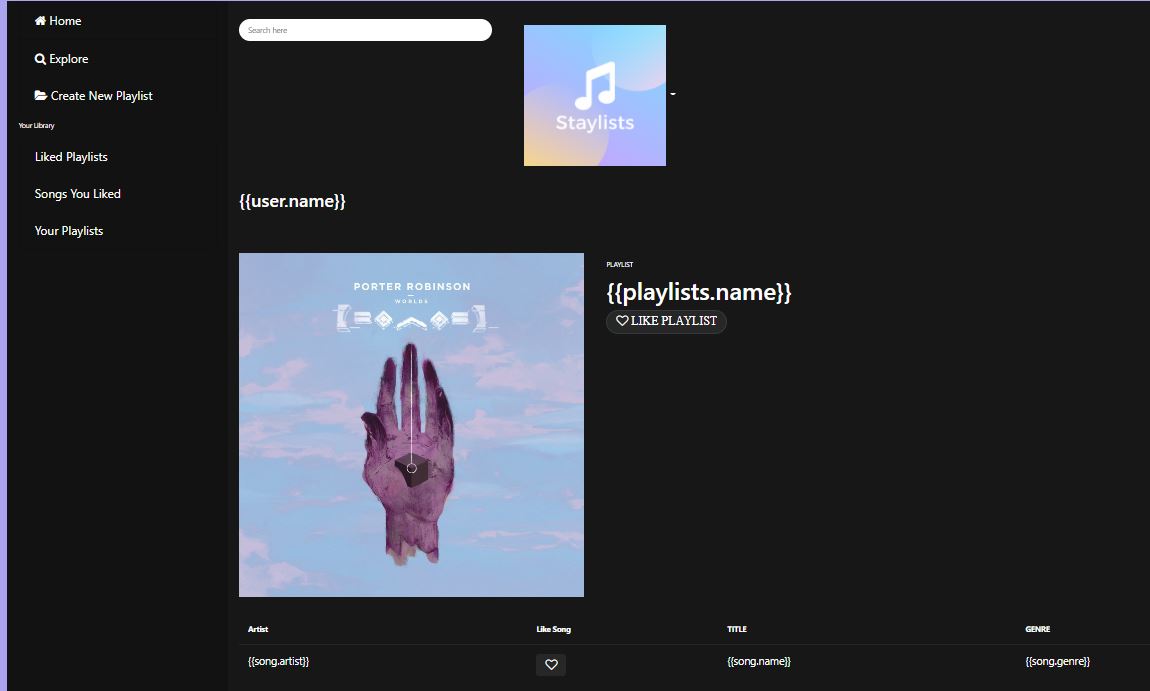 Home
Explore
Create New Playlist
Your Library
Liked Playlists
Songs You Liked
Your Playlists
Search here
Staylists
{{user.name}}
PORTER ROBINSON
WORLDS
PLAYLIST
{{playlists.name}}
LIKE PLAYLIST
Artist Like Song TITLE GENRE
{{song.artist}} {{song.name}} {{song.genre}}